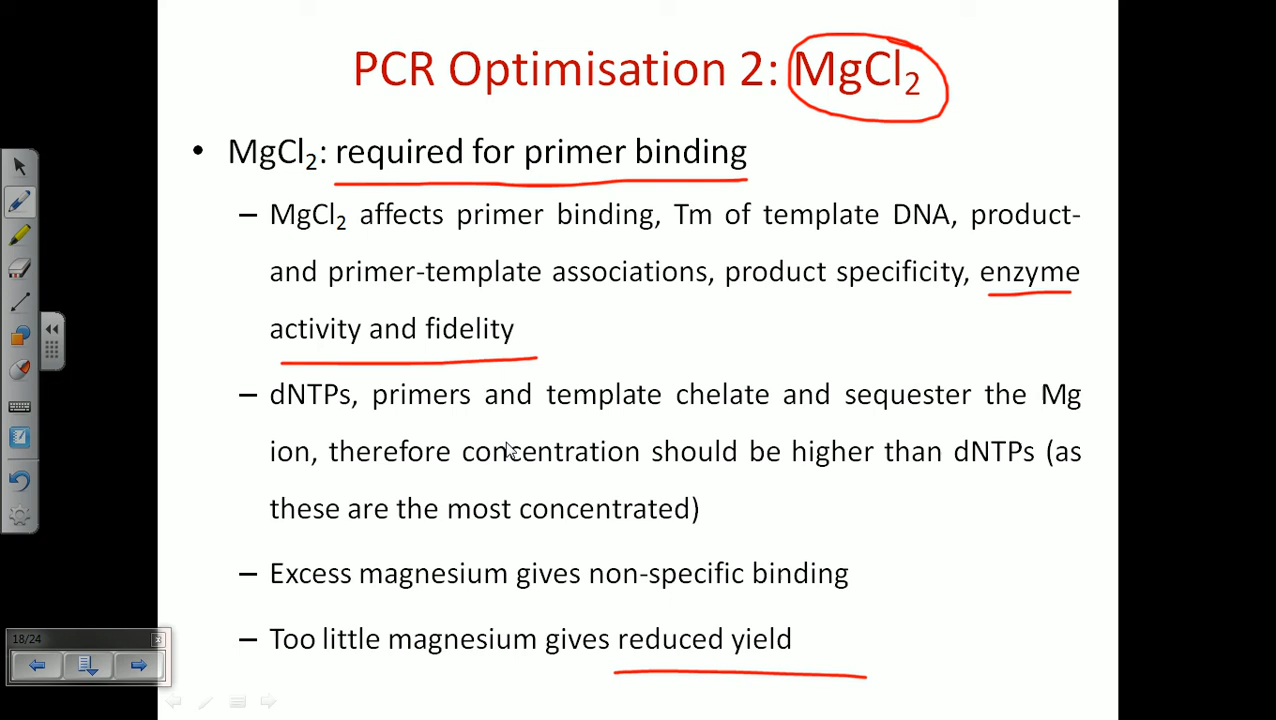 PCR Optimisation 2: MgCl₂
• MgCl₂: required for primer binding
– MgCl₂ affects primer binding, Tm of template DNA, product-
and primer-template associations, product specificity, enzyme
activity and fidelity
– dNTPs, primers and template chelate and sequester the Mg
ion, therefore concentration should be higher than dNTPs (as
these are the most concentrated)
– Excess magnesium gives non-specific binding
– Too little magnesium gives reduced yield
18/24